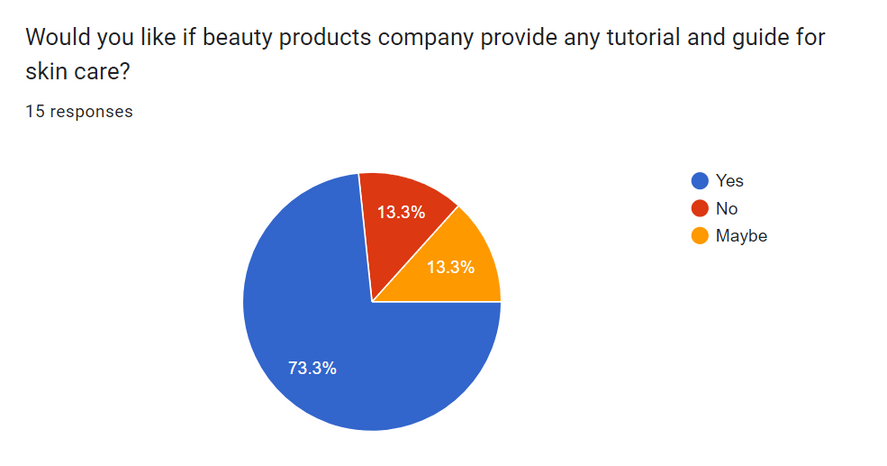 Would you like if beauty products company provide any tutorial and guide for
skin care?
15 responses
Yes
No
Maybe
13.3%
13.3%
73.3%